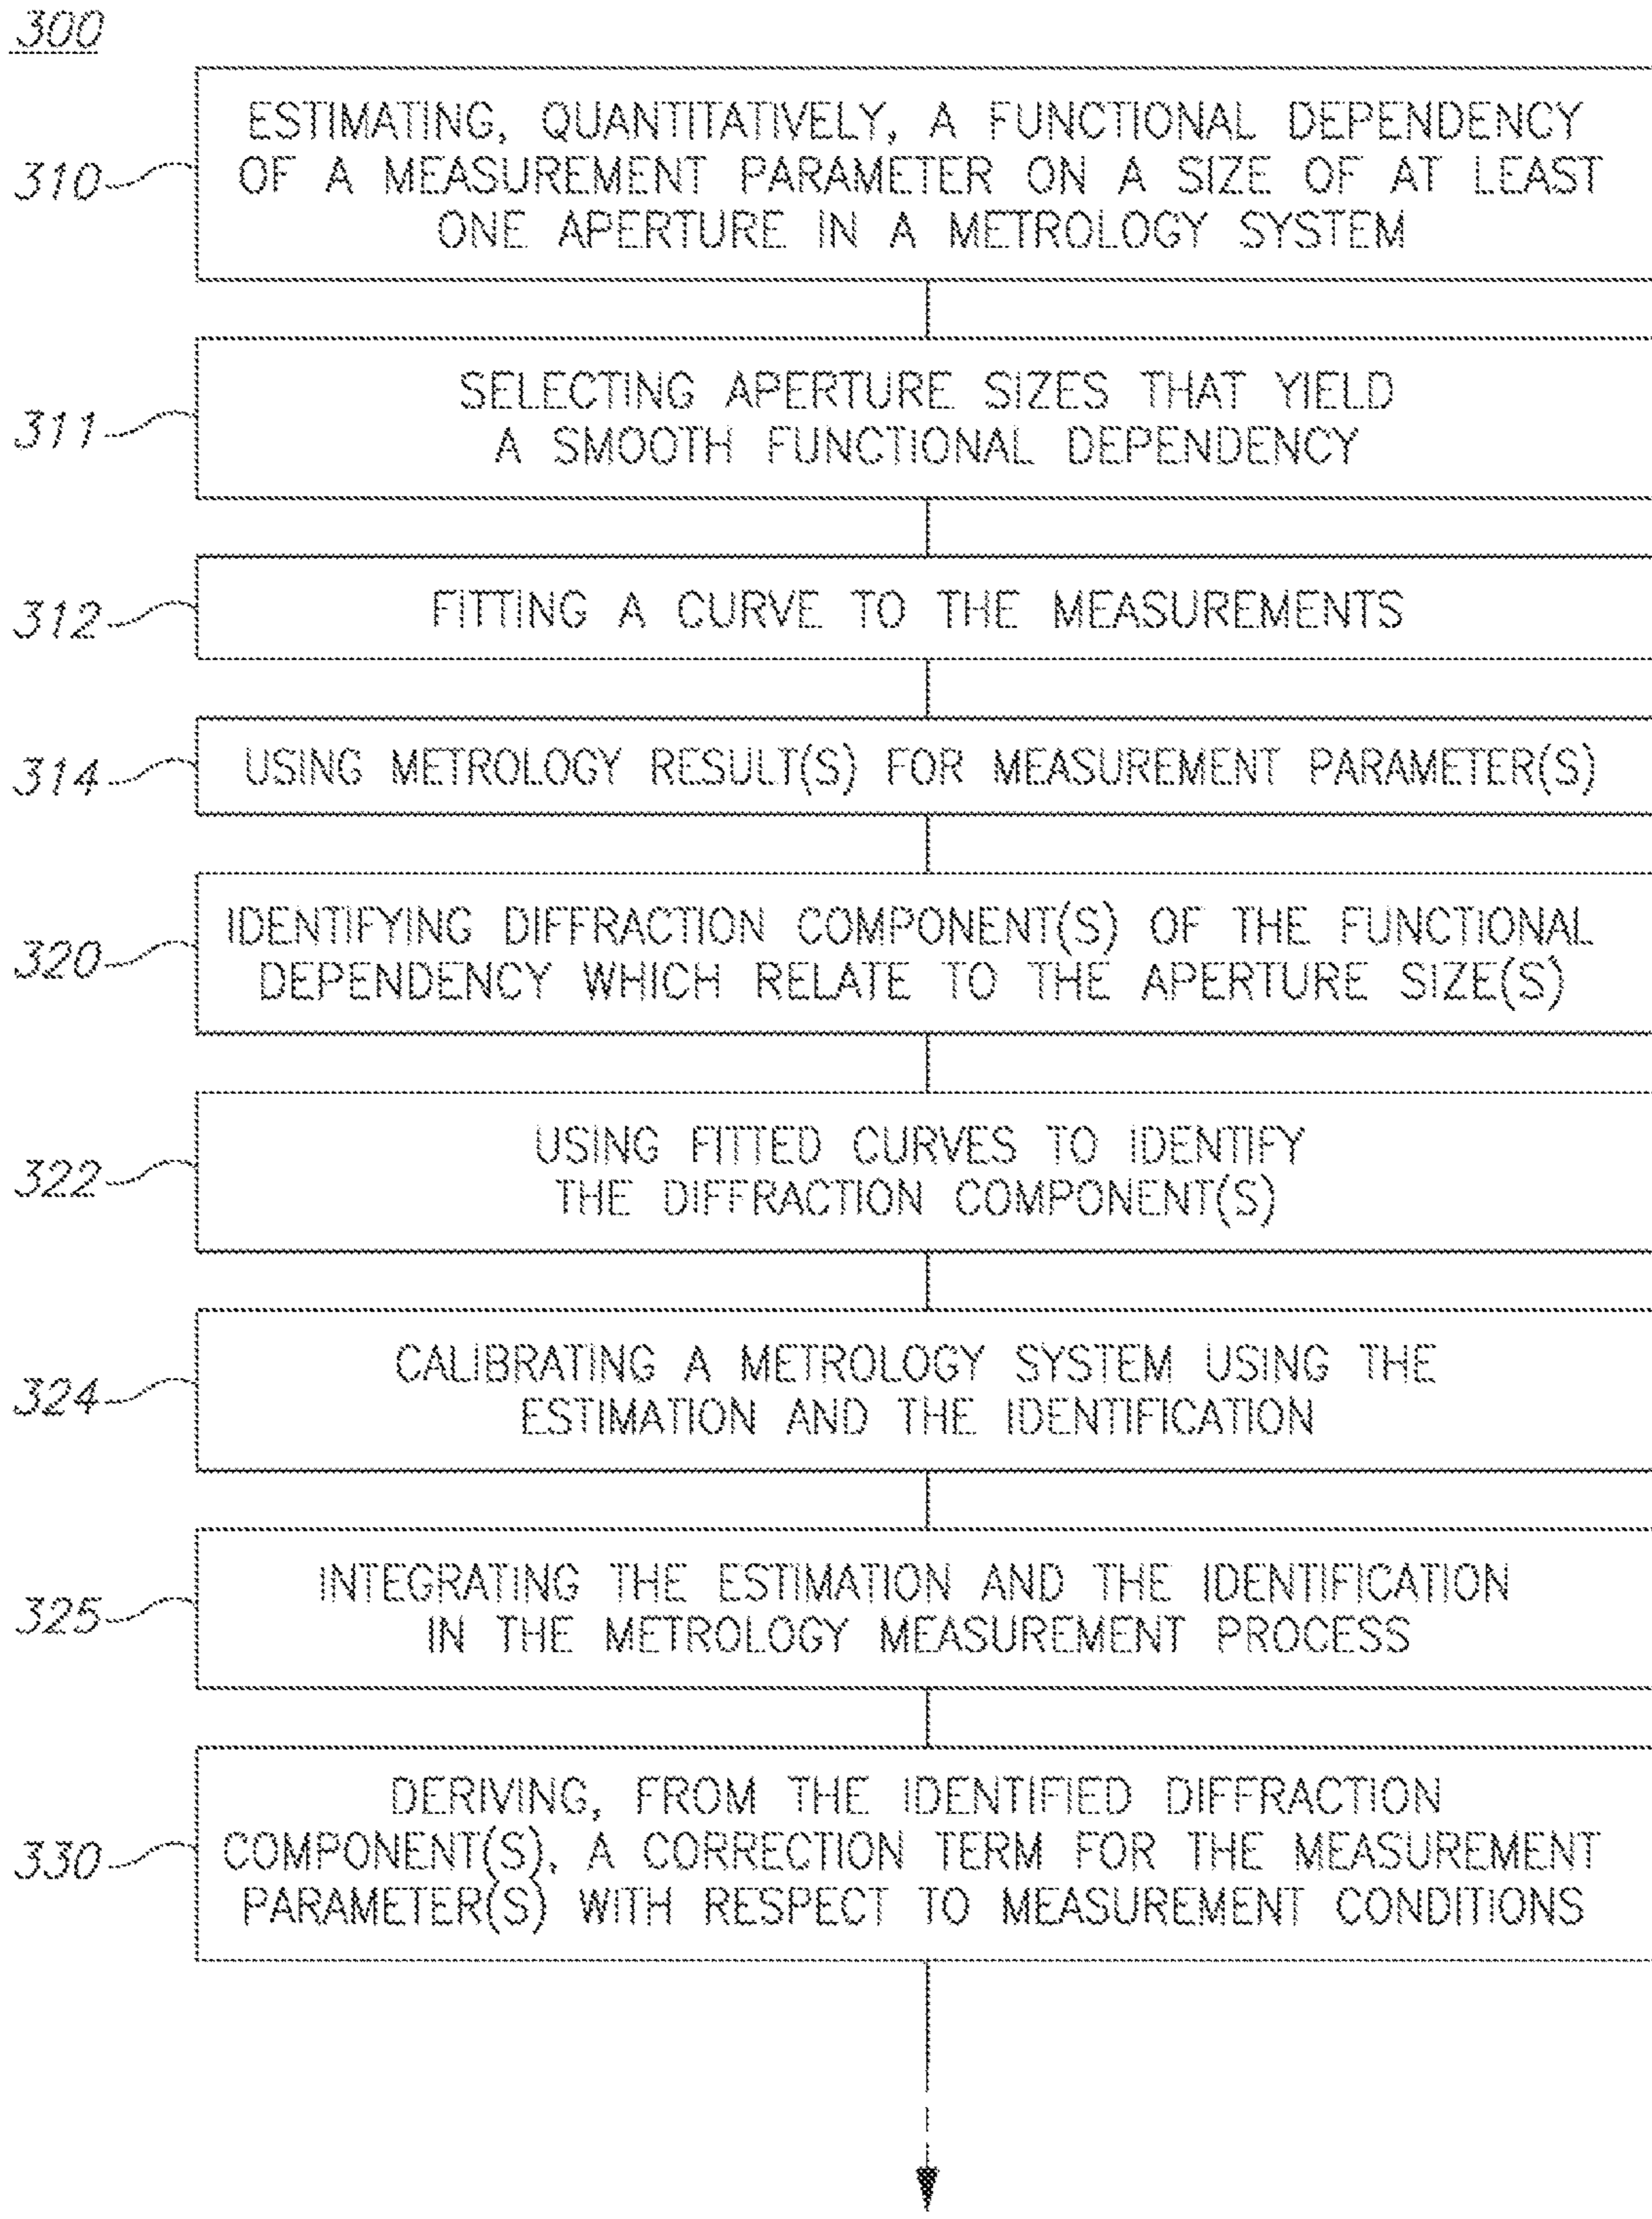 300
310
ESTIMATING, QUANTITATIVELY, A FUNCTIONAL DEPENDENCY
OF A MEASUREMENT PARAMETER ON A SIZE OF AT LEAST
ONE APERTURE IN A METROLOGY SYSTEM
311
SELECTING APERTURE SIZES THAT YIELD
A SMOOTH FUNCTIONAL DEPENDENCY
312
FITTING A CURVE TO THE MEASUREMENTS
314
USING METROLOGY RESULT(S) FOR MEASUREMENT PARAMETER(S)
320
IDENTIFYING DIFFRACTION COMPONENT(S) OF THE FUNCTIONAL
DEPENDENCY WHICH RELATE TO THE APERTURE SIZE(S)
322
USING FITTED CURVES TO IDENTIFY
THE DIFFRACTION COMPONENT(S)
324
CALIBRATING A METROLOGY SYSTEM USING THE
ESTIMATION AND THE IDENTIFICATION
325
INTEGRATING THE ESTIMATION AND THE IDENTIFICATION
IN THE METROLOGY MEASUREMENT PROCESS
330
DERIVING, FROM THE IDENTIFIED DIFFRACTION
COMPONENT(S), A CORRECTION TERM FOR THE MEASUREMENT
PARAMETER(S) WITH RESPECT TO MEASUREMENT CONDITIONS